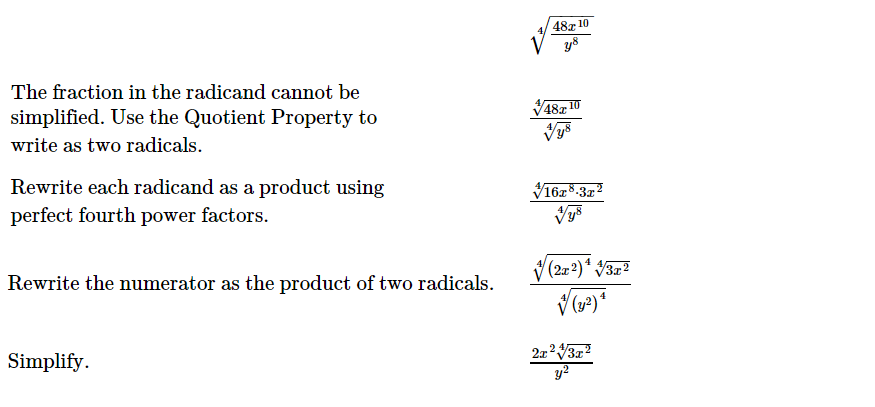 $\sqrt[4]{\frac{48x^{10}}{y^8}}$
The fraction in the radicand cannot be
simplified. Use the Quotient Property to
write as two radicals.
$\frac{\sqrt[4]{48x^{10}}}{\sqrt[4]{y^8}}$
Rewrite each radicand as a product using
perfect fourth power factors.
$\frac{\sqrt[4]{16x^8 \cdot 3x^2}}{\sqrt[4]{y^8}}$
Rewrite the numerator as the product of two radicals.
$\frac{\sqrt[4]{(2x^2)^4} \sqrt[4]{3x^2}}{\sqrt[4]{(y^2)^4}}$
Simplify.
$\frac{2x^2 \sqrt[4]{3x^2}}{y^2}$